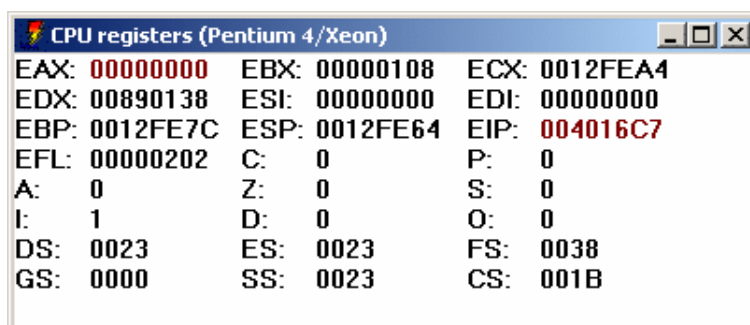 CPU registers (Pentium 4/Xeon)
EAX: 00000000 EBX: 00000108 ECX: 0012FEA4
EDX: 00890138 ESI: 00000000 EDI: 00000000
EBP: 0012FE7C ESP: 0012FE64 EIP: 004016C7
EFL: 00000202 C: 0 P: 0
A: 0 Z: 0 S: 0
I: 1 D: 0 O: 0
DS: 0023 ES: 0023 FS: 0038
GS: 0000 SS: 0023 CS: 001B